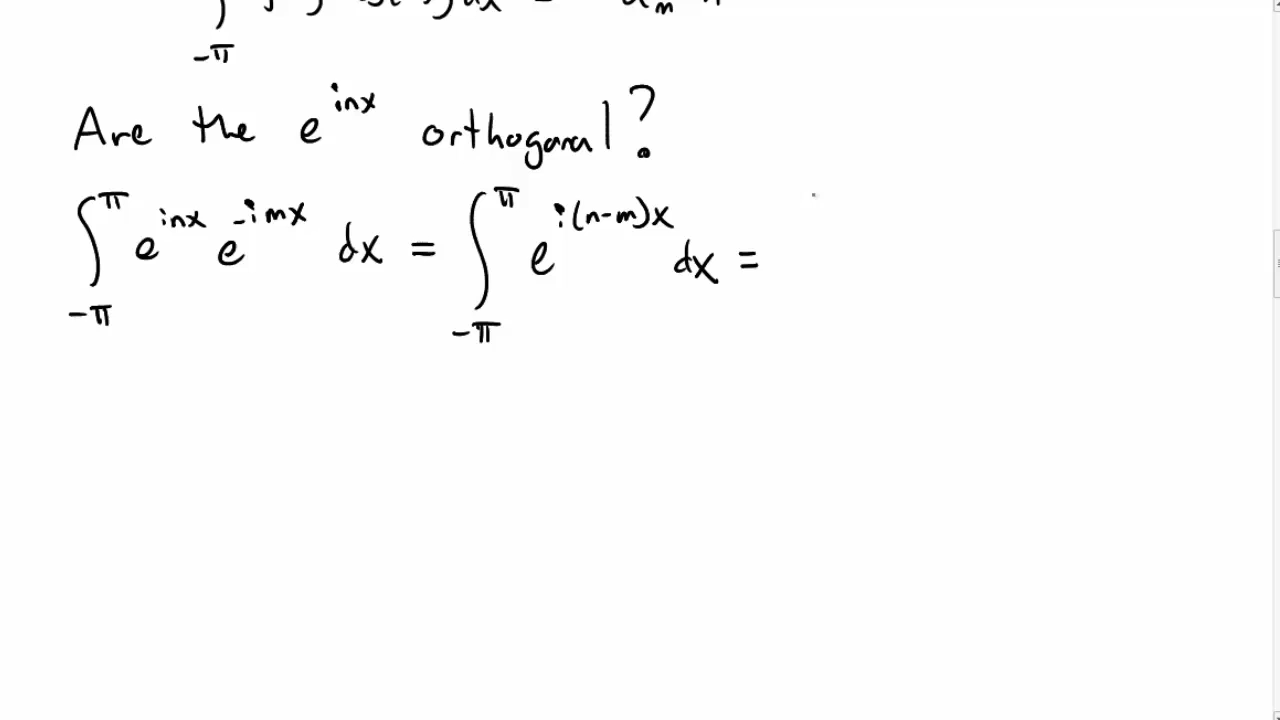 -π
Are the e^{inx} orthogonal?
∫_{-π}^{π} e^{inx} e^{-imx} dx = ∫_{-π}^{π} e^{i(n-m)x} dx =